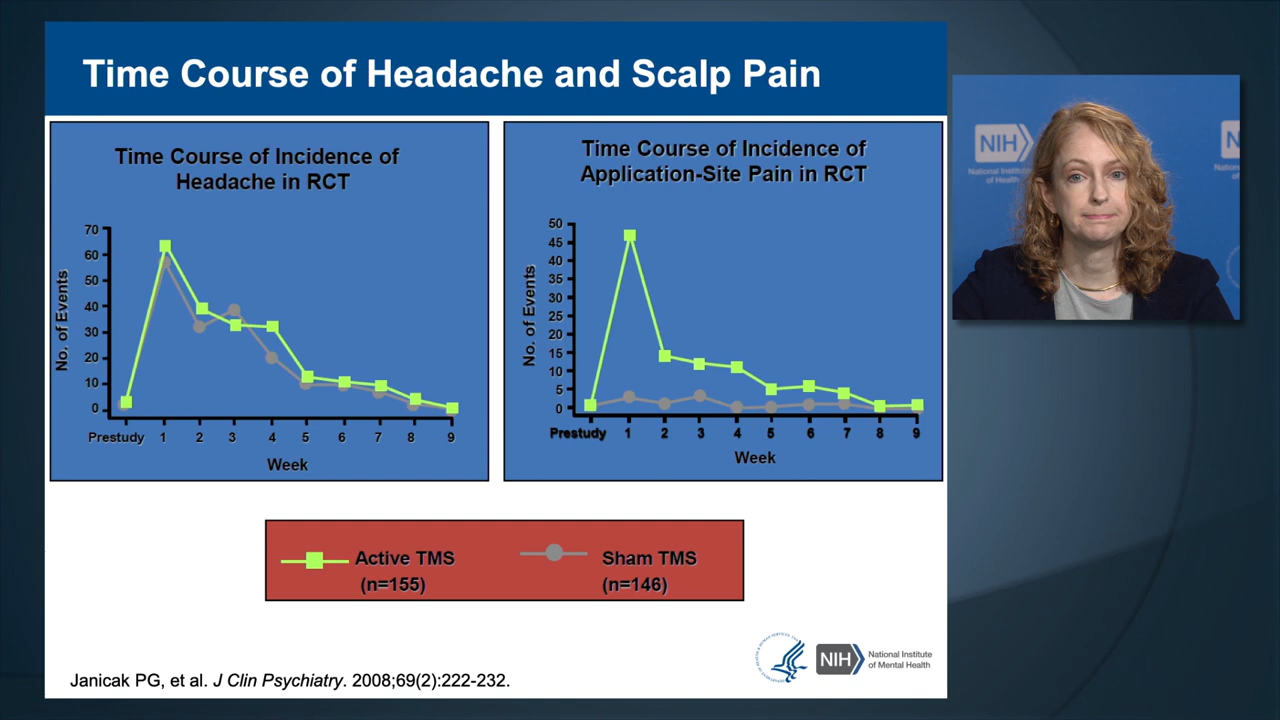 Time Course of Headache and Scalp Pain
Time Course of Incidence of
Headache in RCT
70
60
50
40
30
20
10
0
No. of Events
Prestudy 1 2 3 4 5 6 7 8 9
Week
Time Course of Incidence of
Application-Site Pain in RCT
50
45
40
35
30
25
20
15
10
5
0
No. of Events
Prestudy 1 2 3 4 5 6 7 8 9
Week
Active TMS
(n=155)
Sham TMS
(n=146)
NIH
National Institute
of Mental Health
Janicak PG, et al. J Clin Psychiatry. 2008;69(2):222-232.
NIH
National Institu
of Health